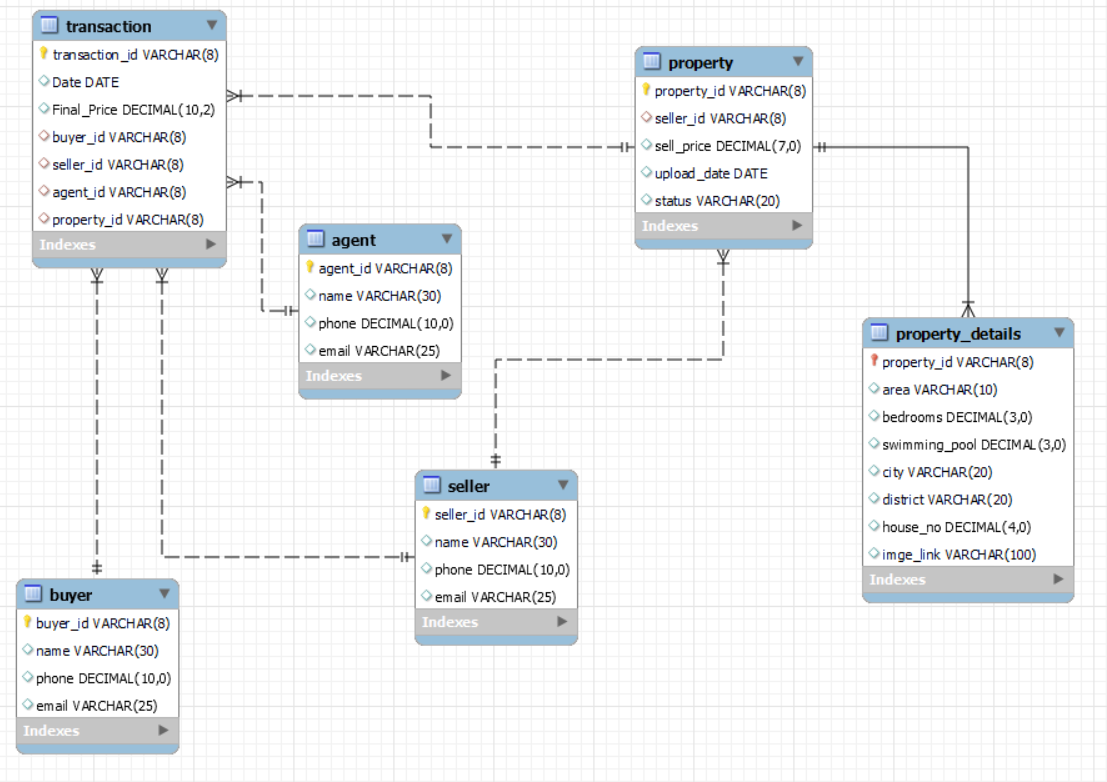 transaction
transaction_id VARCHAR(8)
Date DATE
Final_Price DECIMAL(10,2)
buyer_id VARCHAR(8)
seller_id VARCHAR(8)
agent_id VARCHAR(8)
property_id VARCHAR(8)
Indexes
property
property_id VARCHAR(8)
seller_id VARCHAR(8)
sell_price DECIMAL(7,0)
upload_date DATE
status VARCHAR(20)
Indexes
agent
agent_id VARCHAR(8)
name VARCHAR(30)
phone DECIMAL(10,0)
email VARCHAR(25)
Indexes
property_details
property_id VARCHAR(8)
area VARCHAR(10)
bedrooms DECIMAL(3,0)
swimming_pool DECIMAL(3,0)
city VARCHAR(20)
district VARCHAR(20)
house_no DECIMAL(4,0)
imge_link VARCHAR(100)
Indexes
seller
seller_id VARCHAR(8)
name VARCHAR(30)
phone DECIMAL(10,0)
email VARCHAR(25)
Indexes
buyer
buyer_id VARCHAR(8)
name VARCHAR(30)
phone DECIMAL(10,0)
email VARCHAR(25)
Indexes